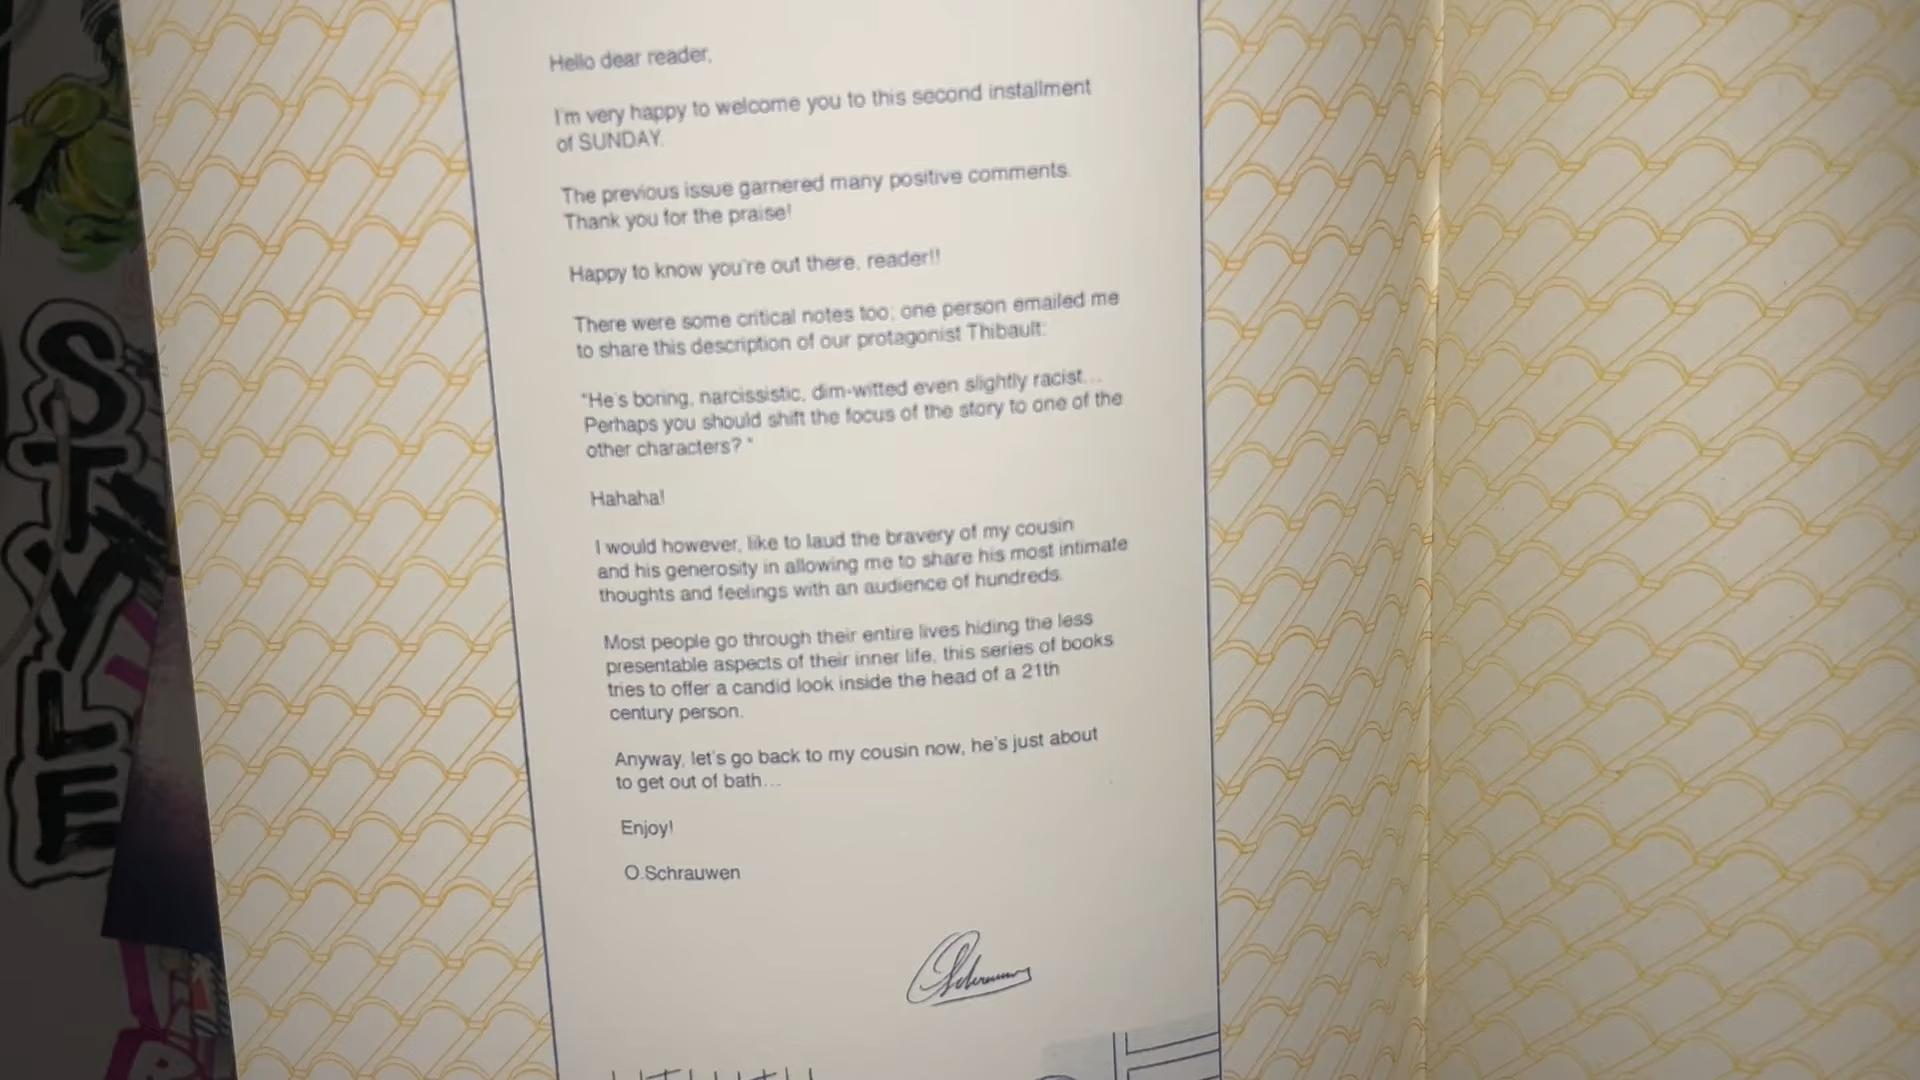 Hello dear reader,
I'm very happy to welcome you to this second installment
of SUNDAY.
The previous issue garnered many positive comments.
Thank you for the praise!
Happy to know you're out there, reader!!
There were some critical notes too; one person emailed me
to share this description of our protagonist Thibault:
"He's boring, narcissistic, dim-witted even slightly racist...
Perhaps you should shift the focus of the story to one of the
other characters? "
Hahaha!
I would however, like to laud the bravery of my cousin
and his generosity in allowing me to share his most intimate
thoughts and feelings with an audience of hundreds.
Most people go through their entire lives hiding the less
presentable aspects of their inner life, this series of books
tries to offer a candid look inside the head of a 21th
century person.
Anyway, let's go back to my cousin now, he's just about
to get out of bath...
Enjoy!
O.Schrauwen
STYLE